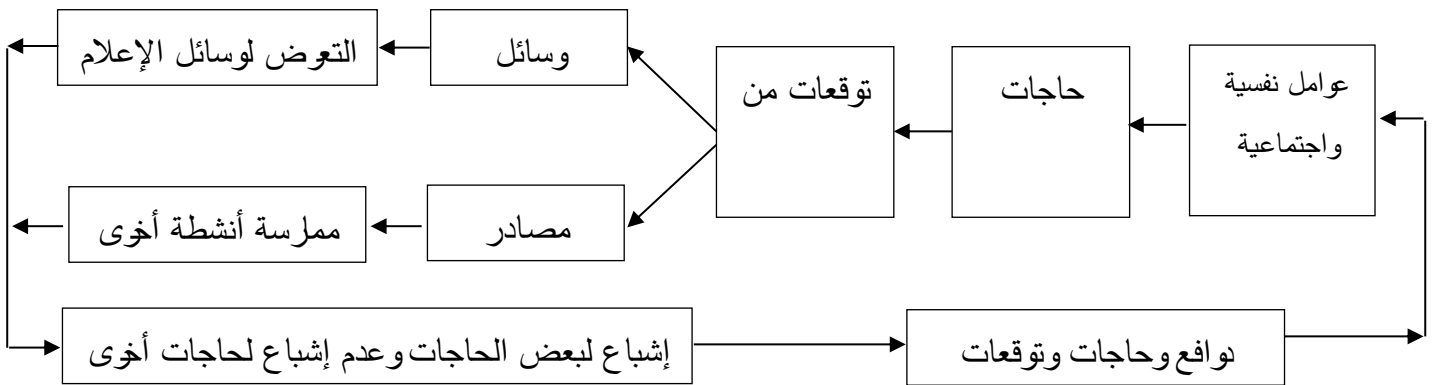 عوامل نفسية
واجتماعية
حاجات
توقعات من
وسائل
التعرض لوسائل الإعلام
مصادر
ممارسة أنشطة أخرى
إشباع لبعض الحاجات وعدم إشباع لحاجات أخرى
دوافع وحاجات وتوقعات